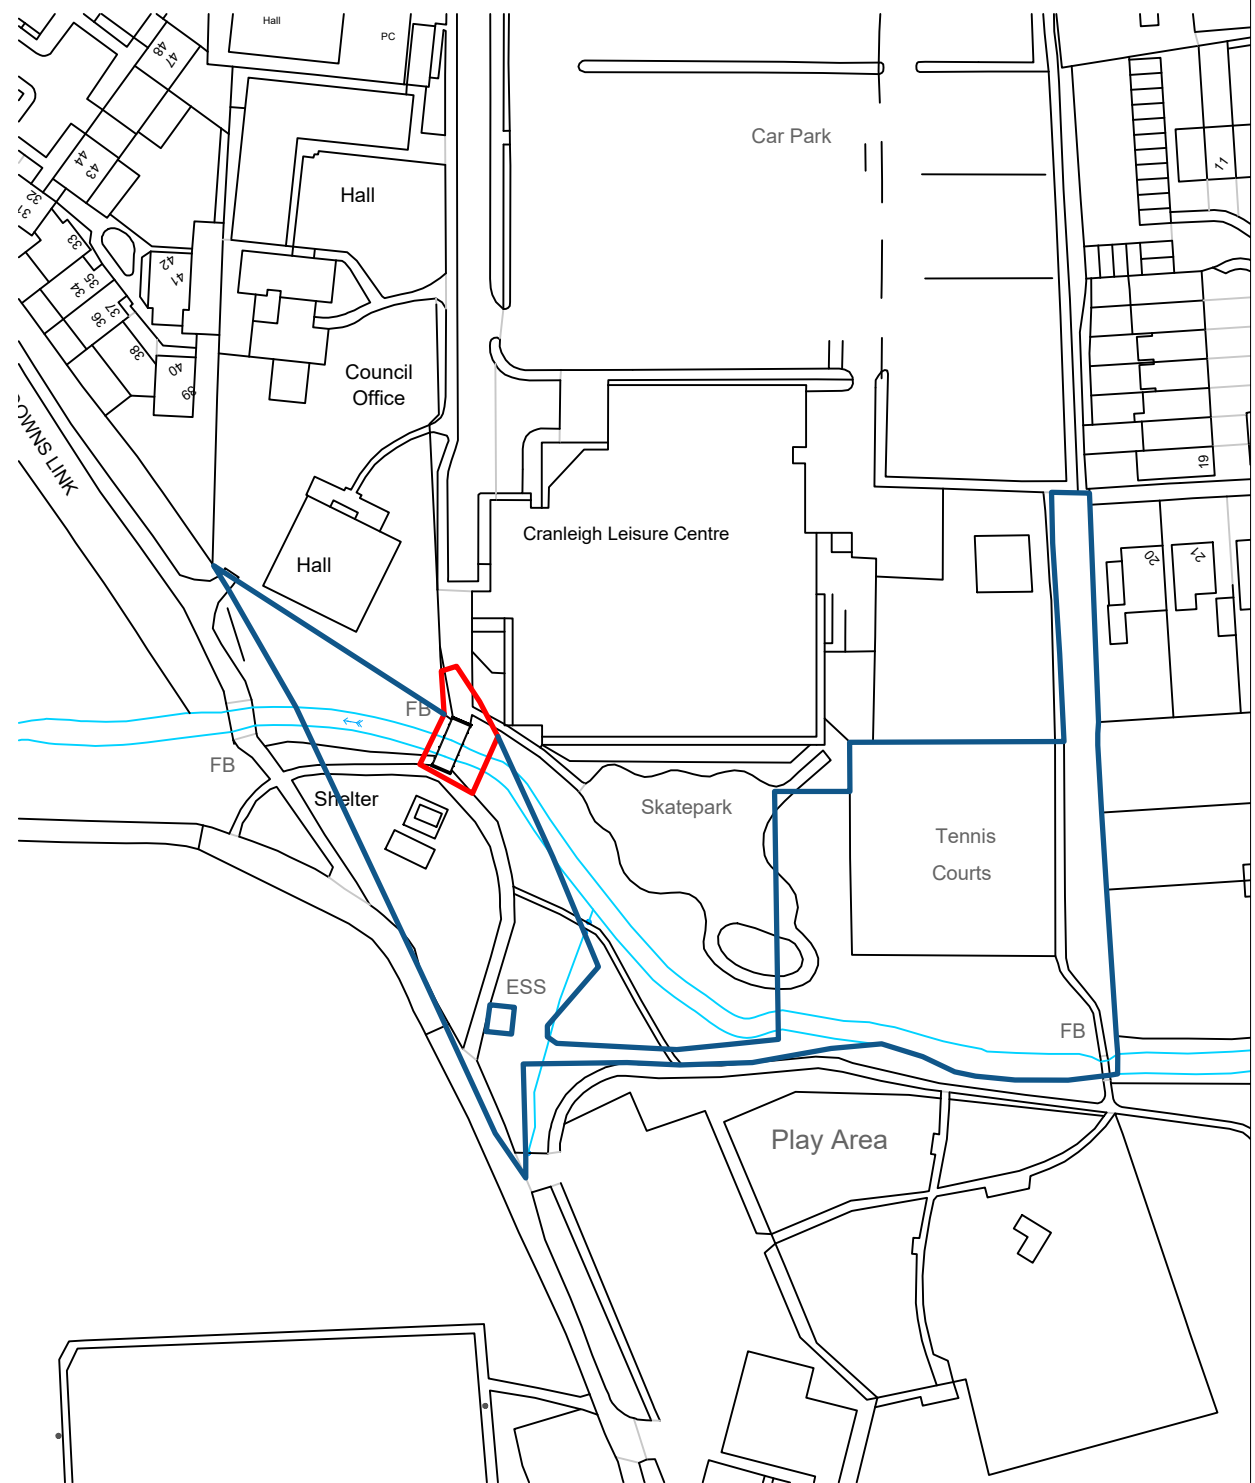 Hall
PC
48
47
Car Park
44
43
11
Hall
32
31
33
42
41
35
34
37
36
38
Council
Office
40
39
DOWNS LINK
19
Cranleigh Leisure Centre
20
21
Hall
FB
FB
Shelter
Skatepark
Tennis
Courts
ESS
FB
Play Area